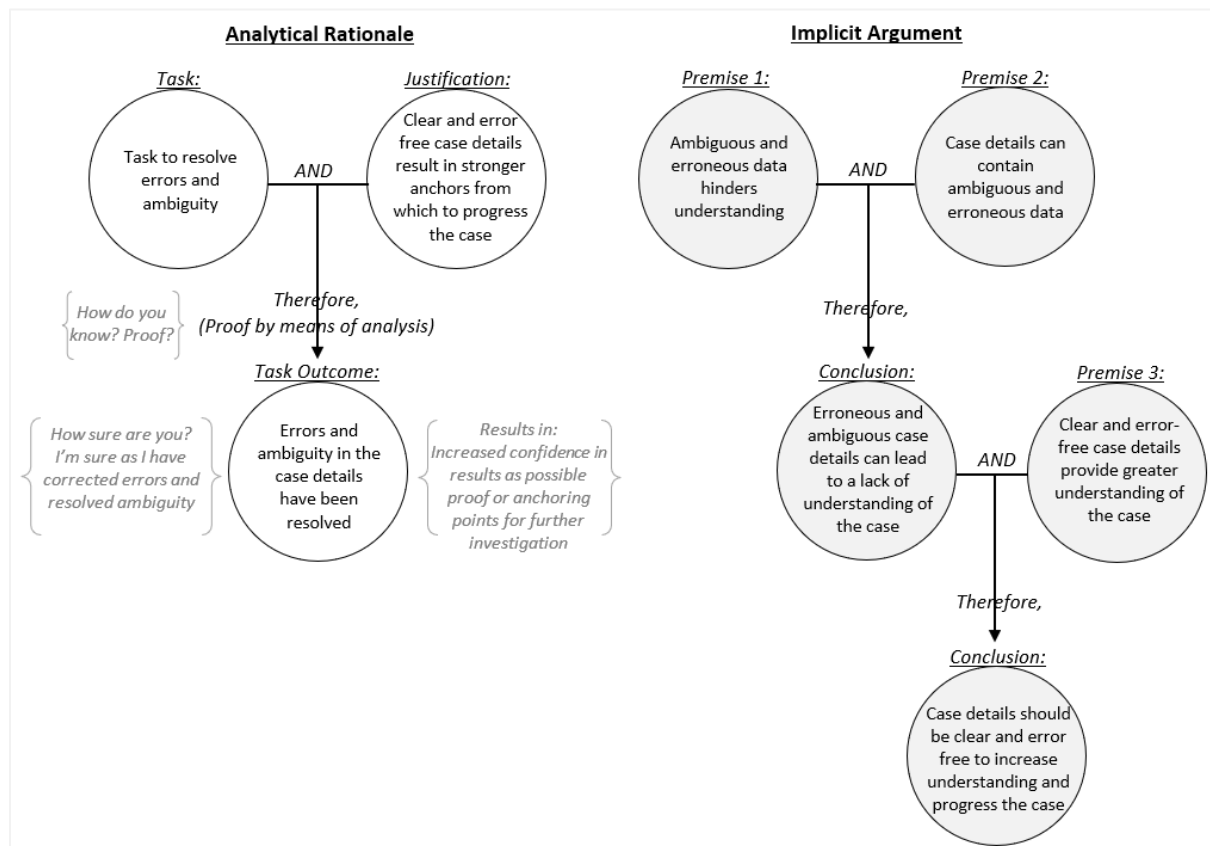 Analytical Rationale
Task:
Task to resolve
errors and
ambiguity
AND
Justification:
Clear and error
free case details
result in stronger
anchors from
which to progress
the case
How do you
know? Proof?
Therefore,
(Proof by means of analysis)
Task Outcome:
Errors and
ambiguity in the
case details
have been
resolved
How sure are you?
I'm sure as I have
corrected errors and
resolved ambiguity
Results in:
Increased confidence in
results as possible
proof or anchoring
points for further
investigation
Implicit Argument
Premise 1:
Ambiguous and
erroneous data
hinders
understanding
AND
Premise 2:
Case details can
contain
ambiguous and
erroneous data
Therefore,
Conclusion:
Erroneous and
ambiguous case
details can lead
to a lack of
understanding of
the case
AND
Premise 3:
Clear and error-
free case details
provide greater
understanding of
the case
Therefore,
Conclusion:
Case details should
be clear and error
free to increase
understanding and
progress the case